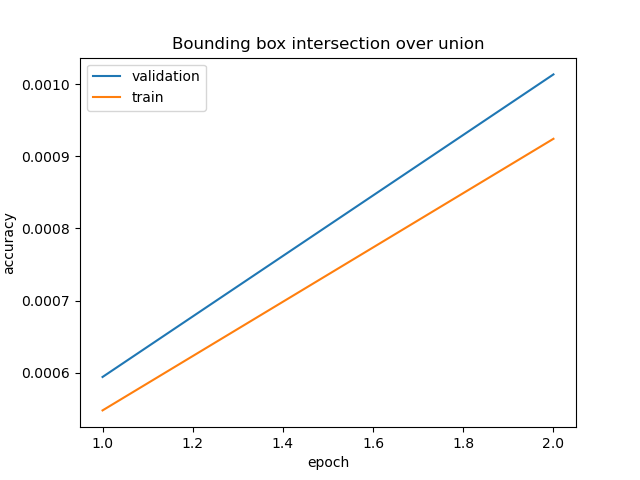 Bounding box intersection over union
validation
train
0.0010
0.0009
0.0008
0.0007
0.0006
accuracy
1.0 1.2 1.4 1.6 1.8 2.0
epoch